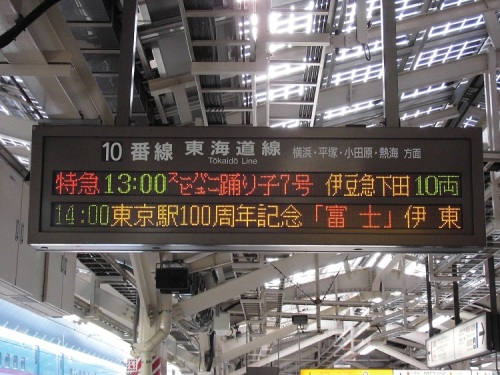 10番線 東海道線 横浜・平塚・小田原・熱海 方面
Tōkaidō Line
特急 13:00 スーパービュー踊り子7号 伊豆急下田 10両
14:00 東京駅100周年記念 「富 士」 伊 東